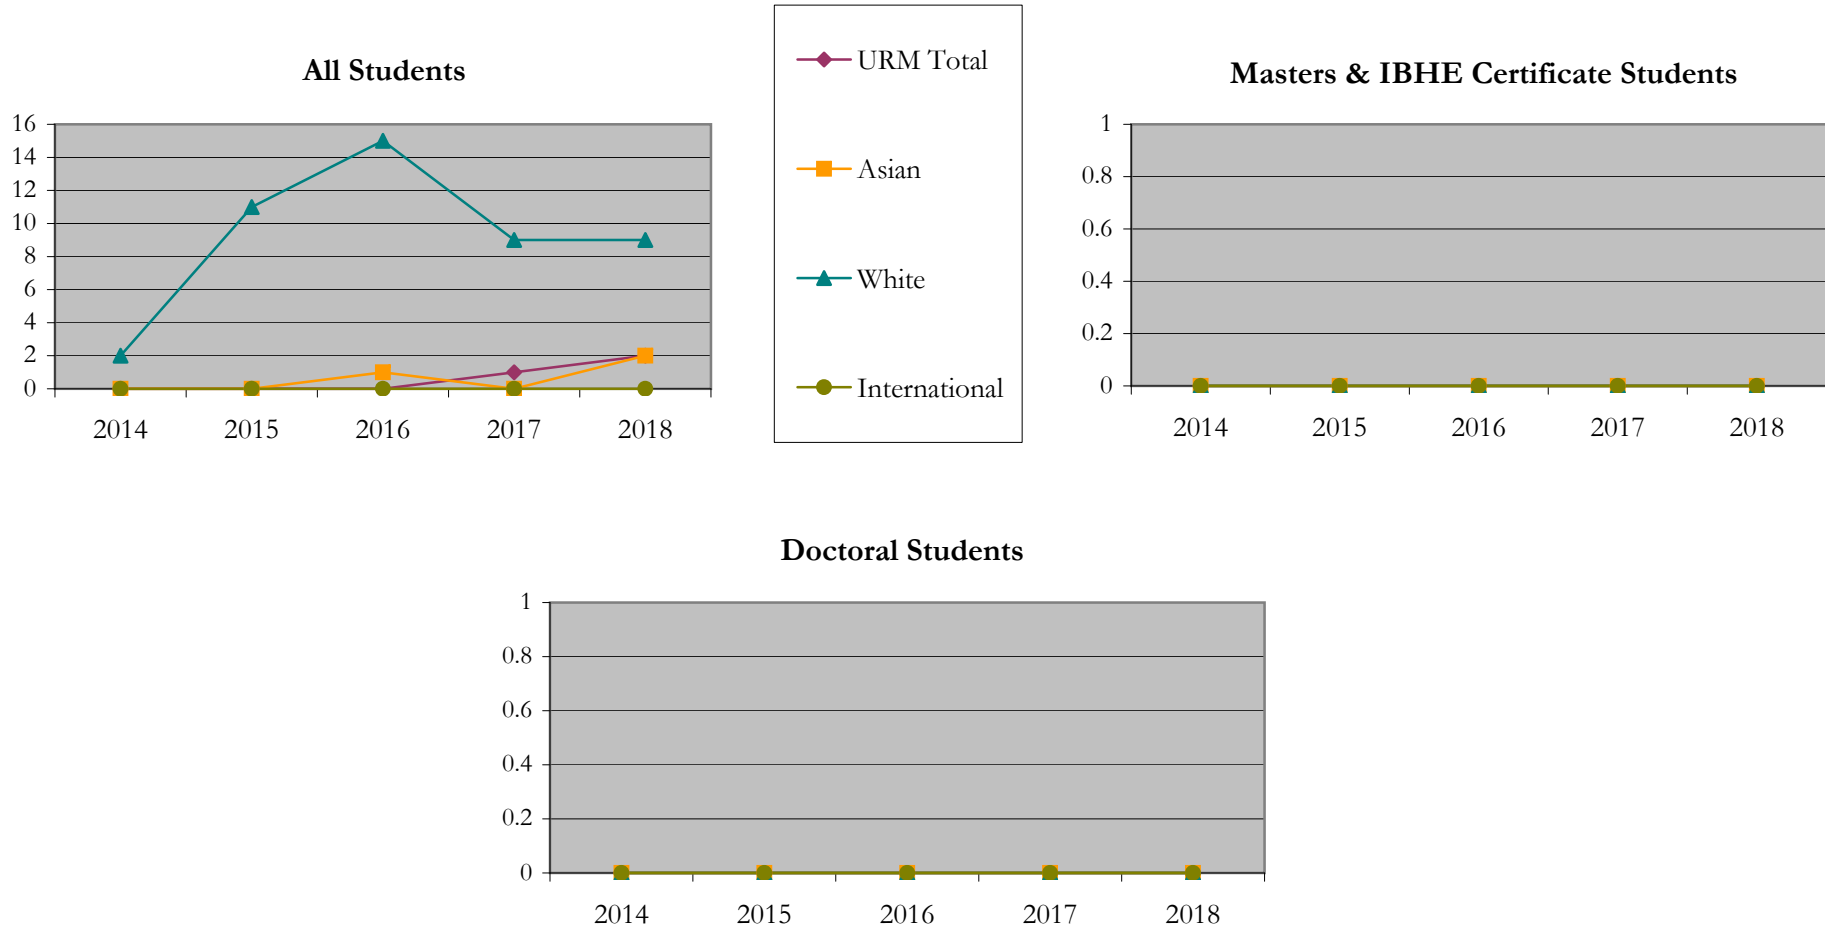 All Students
16
14
12
10
8
6
4
2
0
2014 2015 2016 2017 2018
URM Total
Asian
White
International
Masters & IBHE Certificate Students
1
0.8
0.6
0.4
0.2
0
2014 2015 2016 2017 2018
Doctoral Students
1
0.8
0.6
0.4
0.2
0
2014 2015 2016 2017 2018